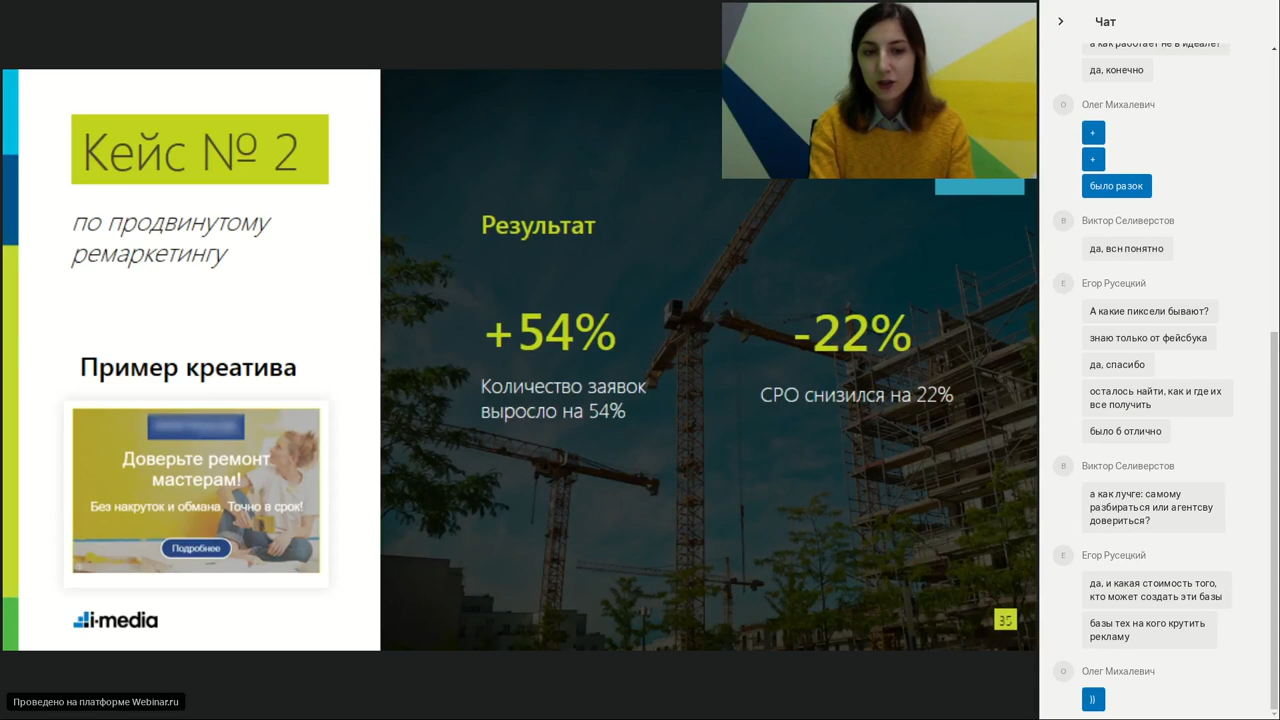 Кейс № 2
по продвинутому
ремаркетингу
Пример креатива
Доверьте ремонт
мастерам!
Без накруток и обмана. Точно в срок!
Подробнее
i-media
Результат
+54%
Количество заявок
выросло на 54%
-22%
CPO снизился на 22%
35
Проведено на платформе Webinar.ru
Чат
а как работает не в идеале?
да, конечно
О
Олег Михалевич
+
+
было разок
В
Виктор Селиверстов
да, всн понятно
Е
Егор Русецкий
А какие пиксели бывают?
знаю только от фейсбука
да, спасибо
осталось найти, как и где их
все получить
было б отлично
В
Виктор Селиверстов
а как лучге: самому
разбираться или агентсву
довериться?
Е
Егор Русецкий
да, и какая стоимость того,
кто может создать эти базы
базы тех на кого крутить
рекламу
О
Олег Михалевич
))